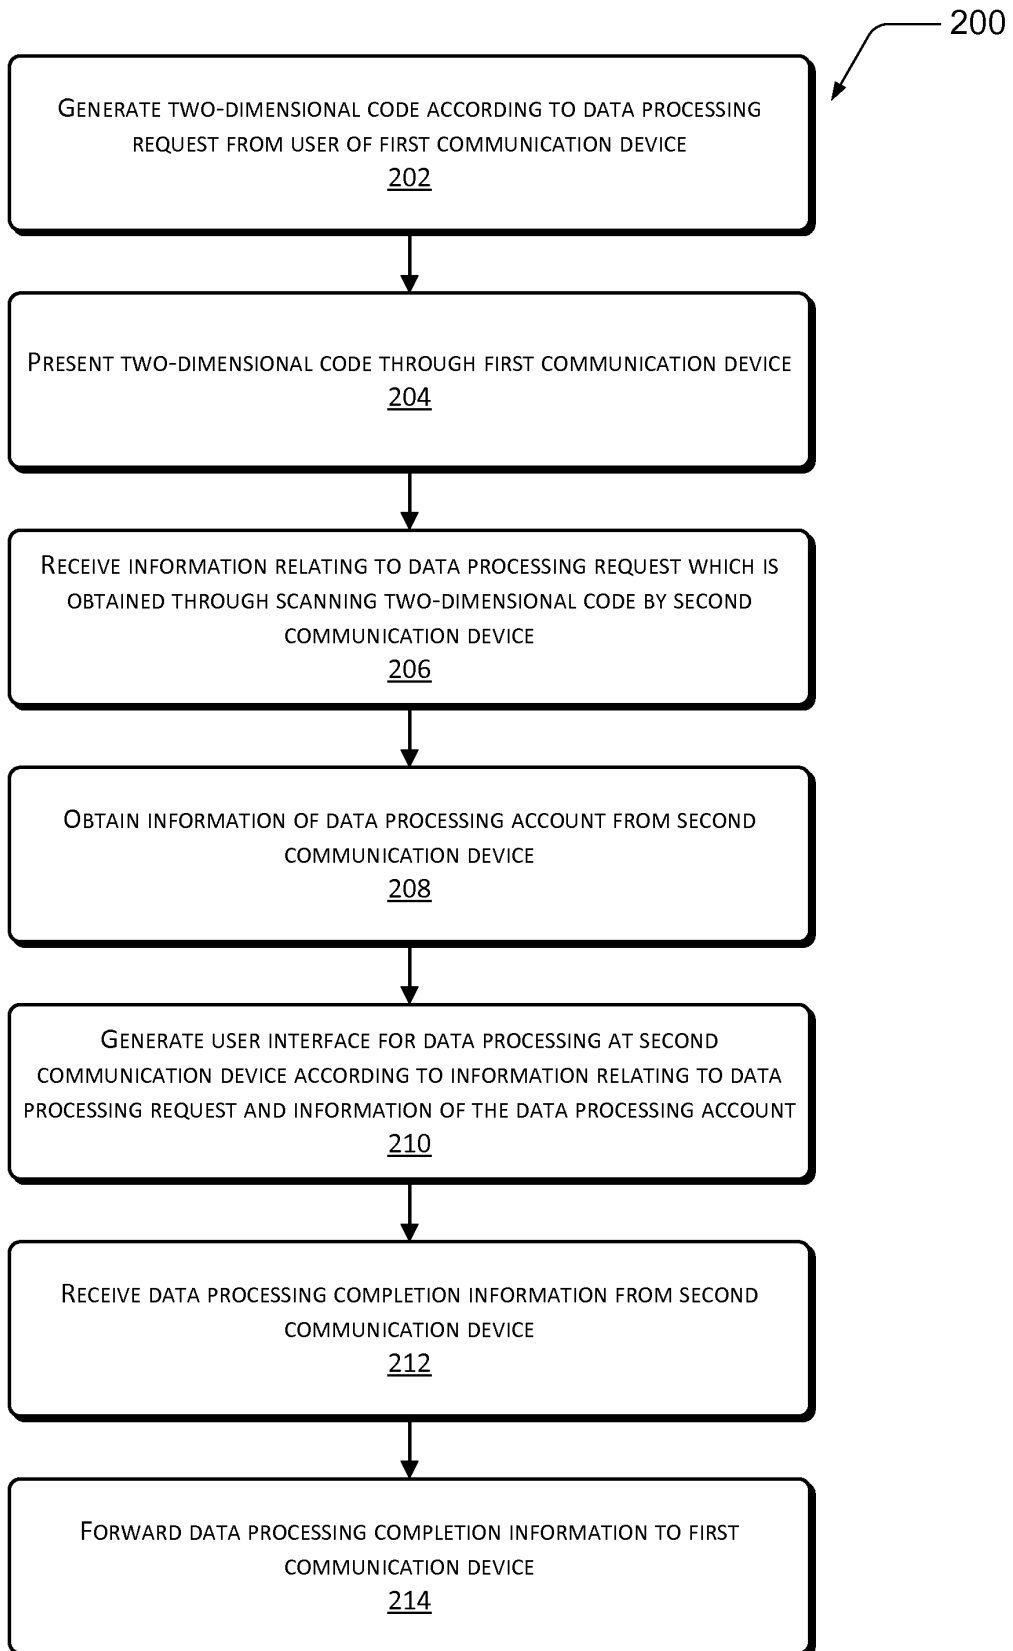 200
Generate two-dimensional code according to data processing
request from user of first communication device
202
Present two-dimensional code through first communication device
204
Receive information relating to data processing request which is
obtained through scanning two-dimensional code by second
communication device
206
Obtain information of data processing account from second
communication device
208
Generate user interface for data processing at second
communication device according to information relating to data
processing request and information of the data processing account
210
Receive data processing completion information from second
communication device
212
Forward data processing completion information to first
communication device
214